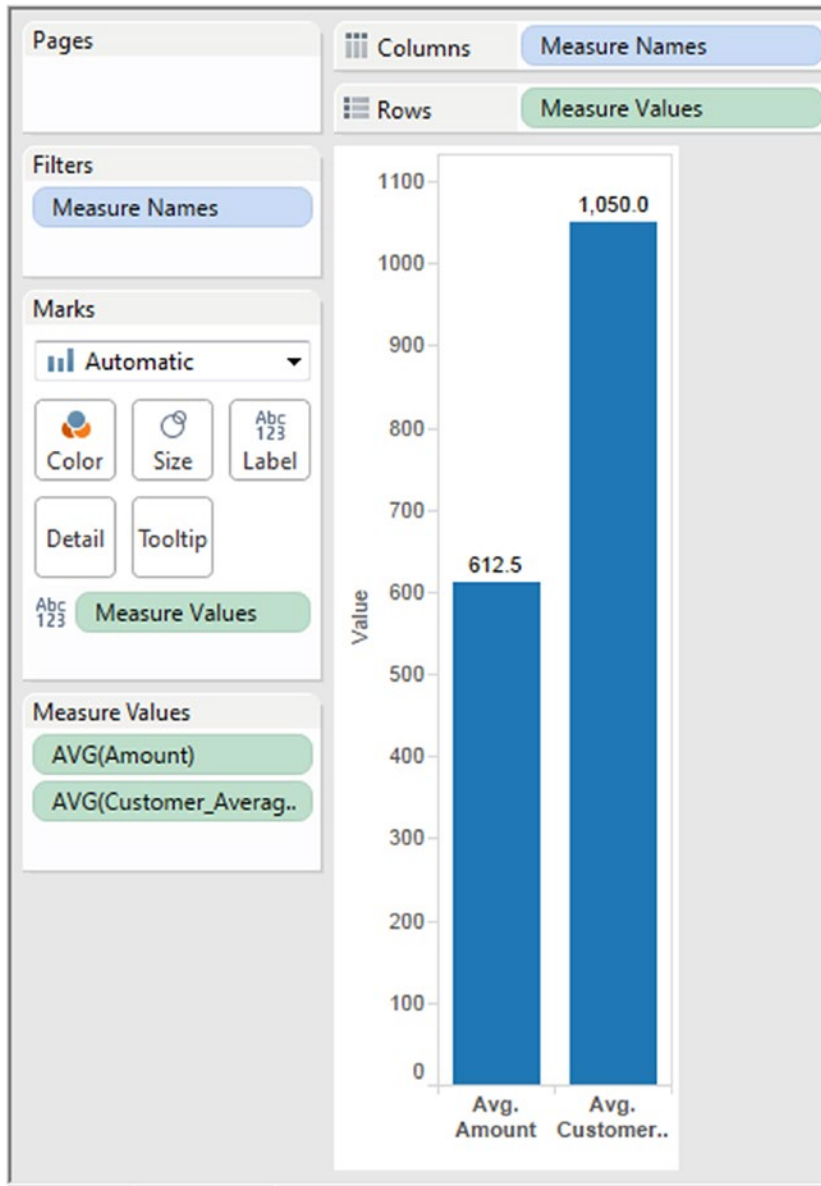 Pages
Columns
Measure Names
Rows
Measure Values
Filters
Measure Names
Marks
Automatic
Color
Size
Abc
123
Label
Detail
Tooltip
Abc
123
Measure Values
Measure Values
AVG(Amount)
AVG(Customer_Averag..
1100
1000
900
800
700
600
500
400
300
200
100
0
Value
612.5
1,050.0
Avg.
Amount
Avg.
Customer..